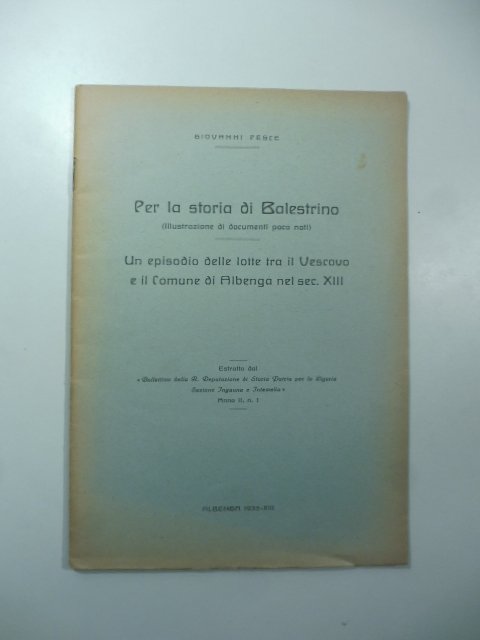 GIOVANNI PESCE
Per la storia di Balestrino
(Illustrazione di documenti poco noti)
Un episodio delle lotte tra il Vescovo
e il Comune di Albenga nel sec. XIII
Estratto dal
« Bollettino della R. Deputazione di Storia Patria per la Liguria
Sezione Ingauna e Intemelia »
Anno II, n. 1
ALBENGA